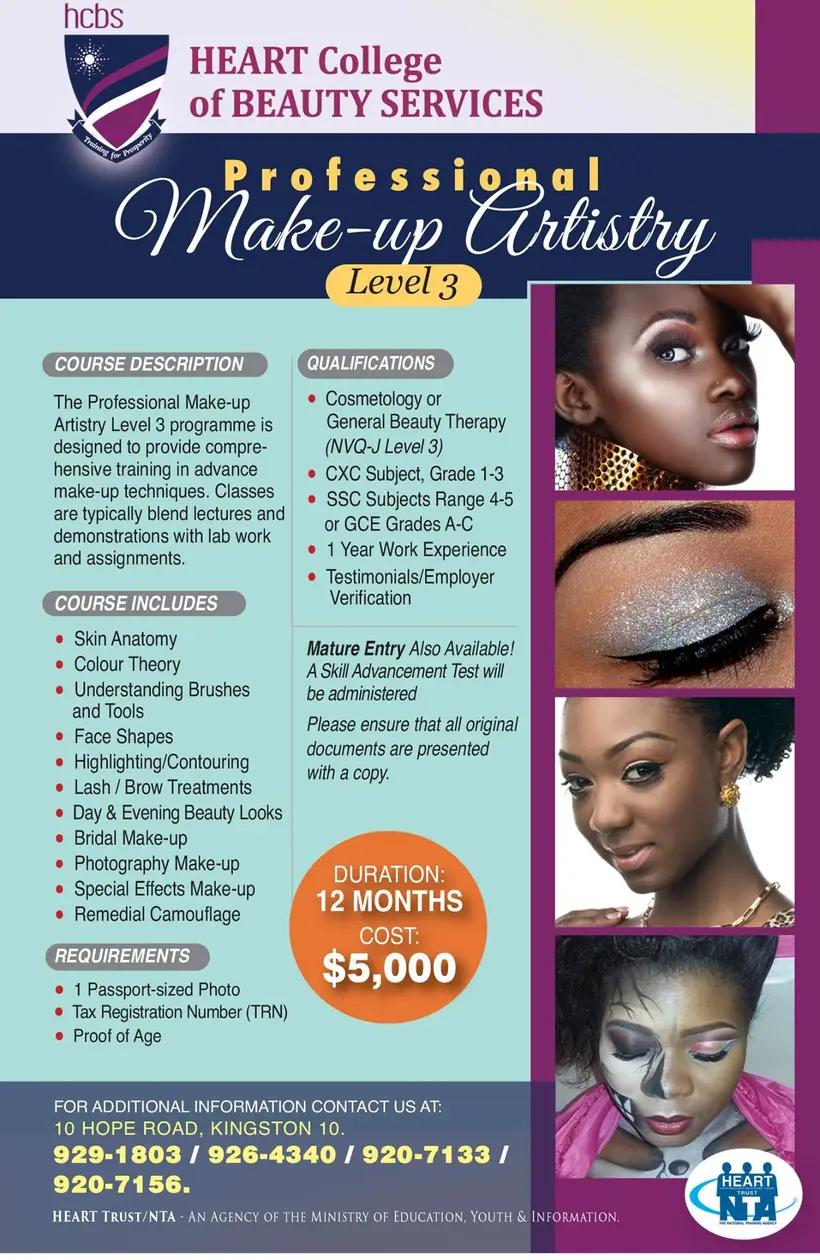 hcbs
Training for Prosperity
HEART College
of BEAUTY SERVICES
Professional
Make-up Artistry
Level 3
COURSE DESCRIPTION
The Professional Make-up
Artistry Level 3 programme is
designed to provide compre-
hensive training in advance
make-up techniques. Classes
are typically blend lectures and
demonstrations with lab work
and assignments.
COURSE INCLUDES
• Skin Anatomy
• Colour Theory
• Understanding Brushes
and Tools
• Face Shapes
• Highlighting/Contouring
• Lash / Brow Treatments
• Day & Evening Beauty Looks
• Bridal Make-up
• Photography Make-up
• Special Effects Make-up
• Remedial Camouflage
REQUIREMENTS
• 1 Passport-sized Photo
• Tax Registration Number (TRN)
• Proof of Age
QUALIFICATIONS
• Cosmetology or
General Beauty Therapy
(NVQ-J Level 3)
• CXC Subject, Grade 1-3
• SSC Subjects Range 4-5
or GCE Grades A-C
• 1 Year Work Experience
• Testimonials/Employer
Verification
Mature Entry Also Available!
A Skill Advancement Test will
be administered
Please ensure that all original
documents are presented
with a copy.
DURATION:
12 MONTHS
COST:
$5,000
FOR ADDITIONAL INFORMATION CONTACT US AT:
10 HOPE ROAD, KINGSTON 10.
929-1803 / 926-4340 / 920-7133 /
920-7156.
HEART TRUST/NTA - AN AGENCY OF THE MINISTRY OF EDUCATION, YOUTH & INFORMATION.
HEART
TRUST
NTA
THE NATIONAL TRAINING AGENCY